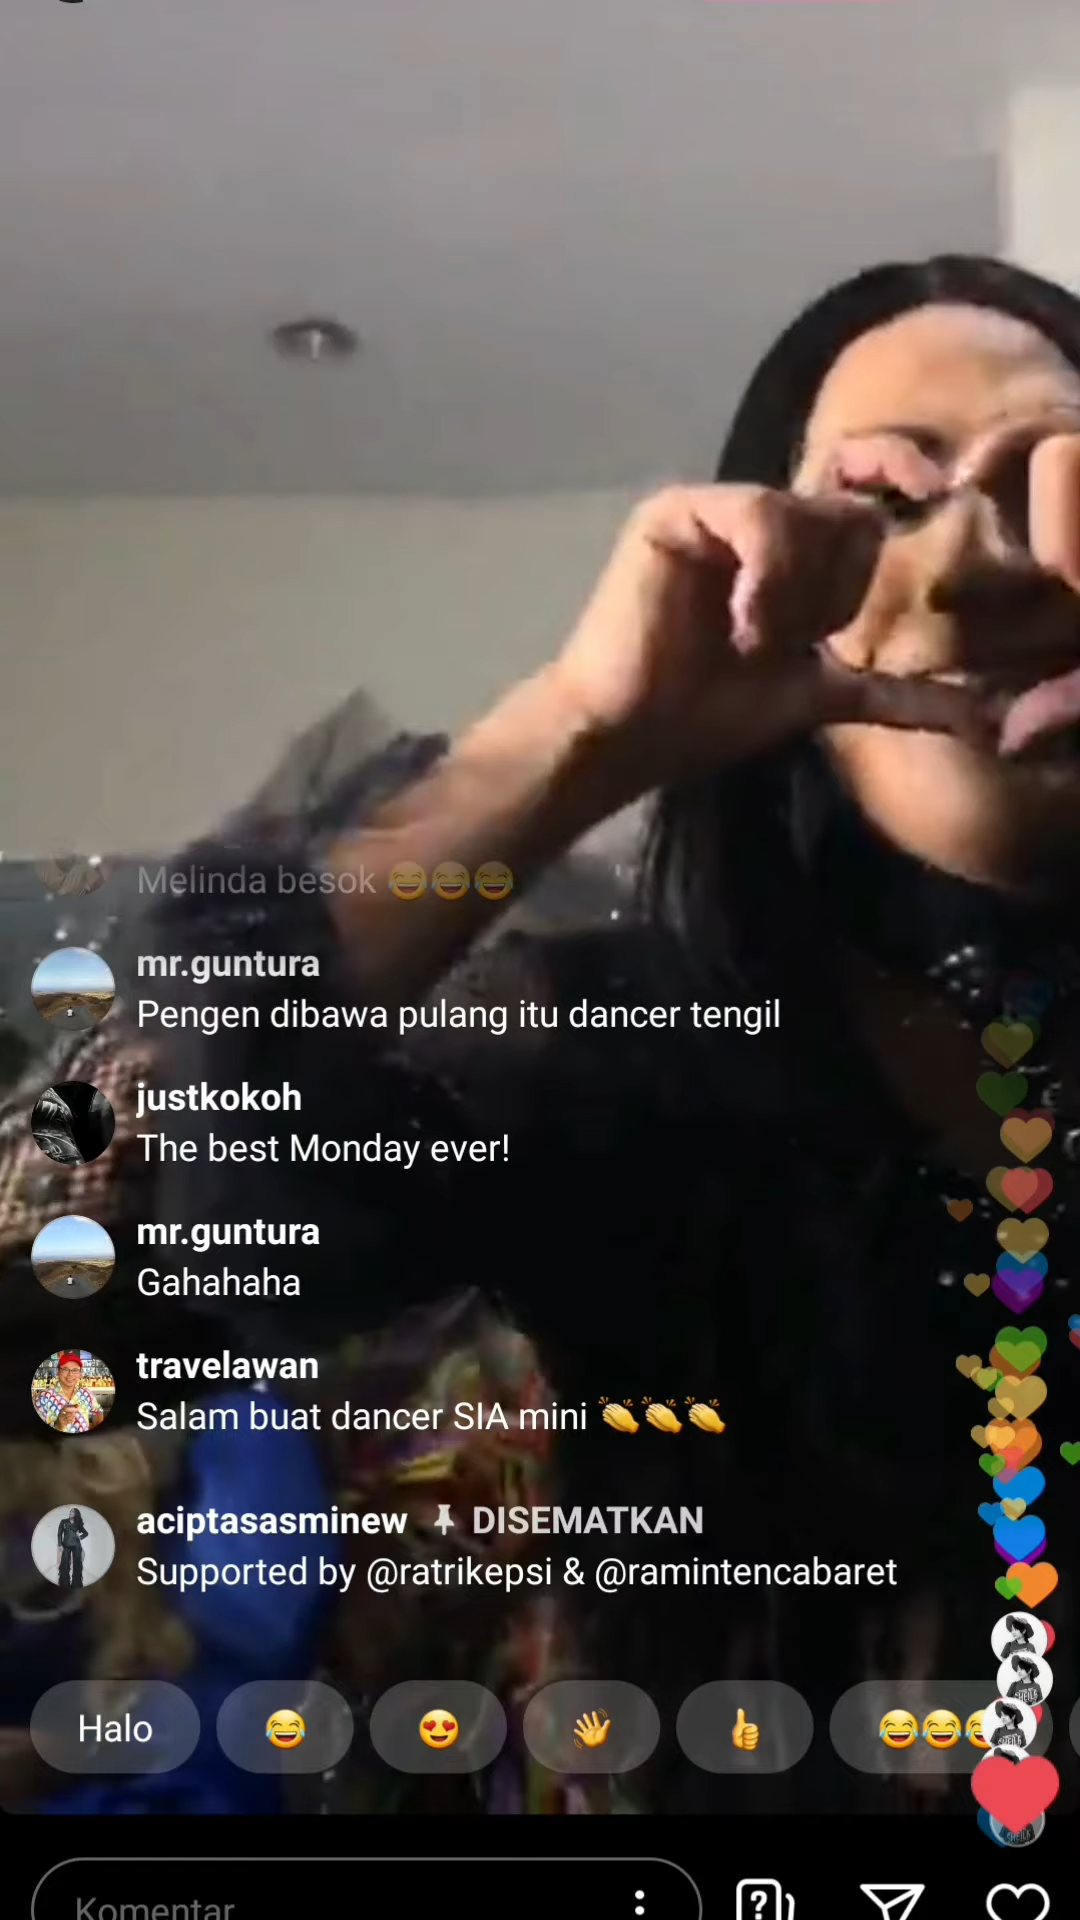 Melinda besok 😂😂😂
mr.guntura
Pengen dibawa pulang itu dancer tengil
justkokoh
The best Monday ever!
mr.guntura
Gahahaha
travelawan
Salam buat dancer SIA mini 👏👏👏
aciptasasminew 📌 DISEMATKAN
Supported by @ratrikepsi & @ramintencabaret
Halo 😂 😍 👋 👍 😂😂😂
Komentar